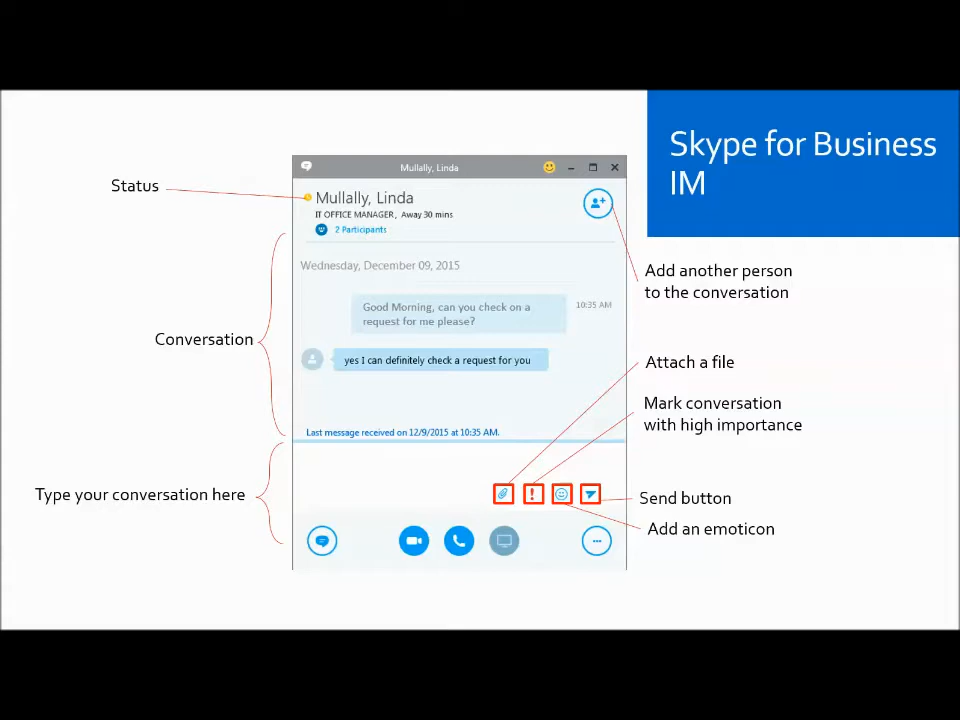 Skype for Business
IM
Mullally, Linda
Status
Mullally, Linda
IT OFFICE MANAGER, Away 30 mins
2 Participants
Add another person
to the conversation
Wednesday, December 09, 2015
Good Morning, can you check on a
request for me please?
10:35 AM
Conversation
yes I can definitely check a request for you
Attach a file
Mark conversation
with high importance
Last message received on 12/9/2015 at 10:35 AM.
Type your conversation here
Send button
Add an emoticon